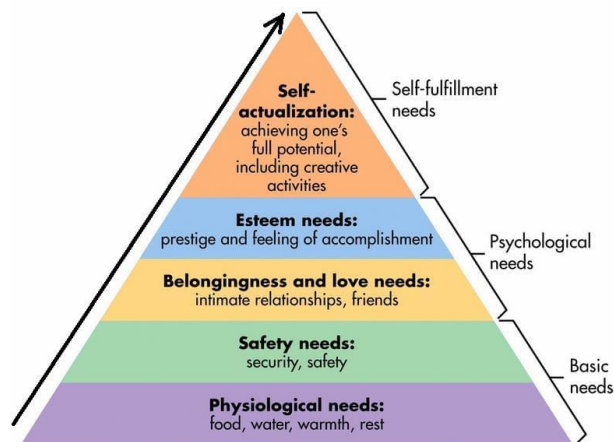 Self-
actualization:
achieving one's
full potential,
including creative
activities
Self-fulfillment
needs
Esteem needs:
prestige and feeling of accomplishment
Psychological
needs
Belongingness and love needs:
intimate relationships, friends
Safety needs:
security, safety
Basic
needs
Physiological needs:
food, water, warmth, rest